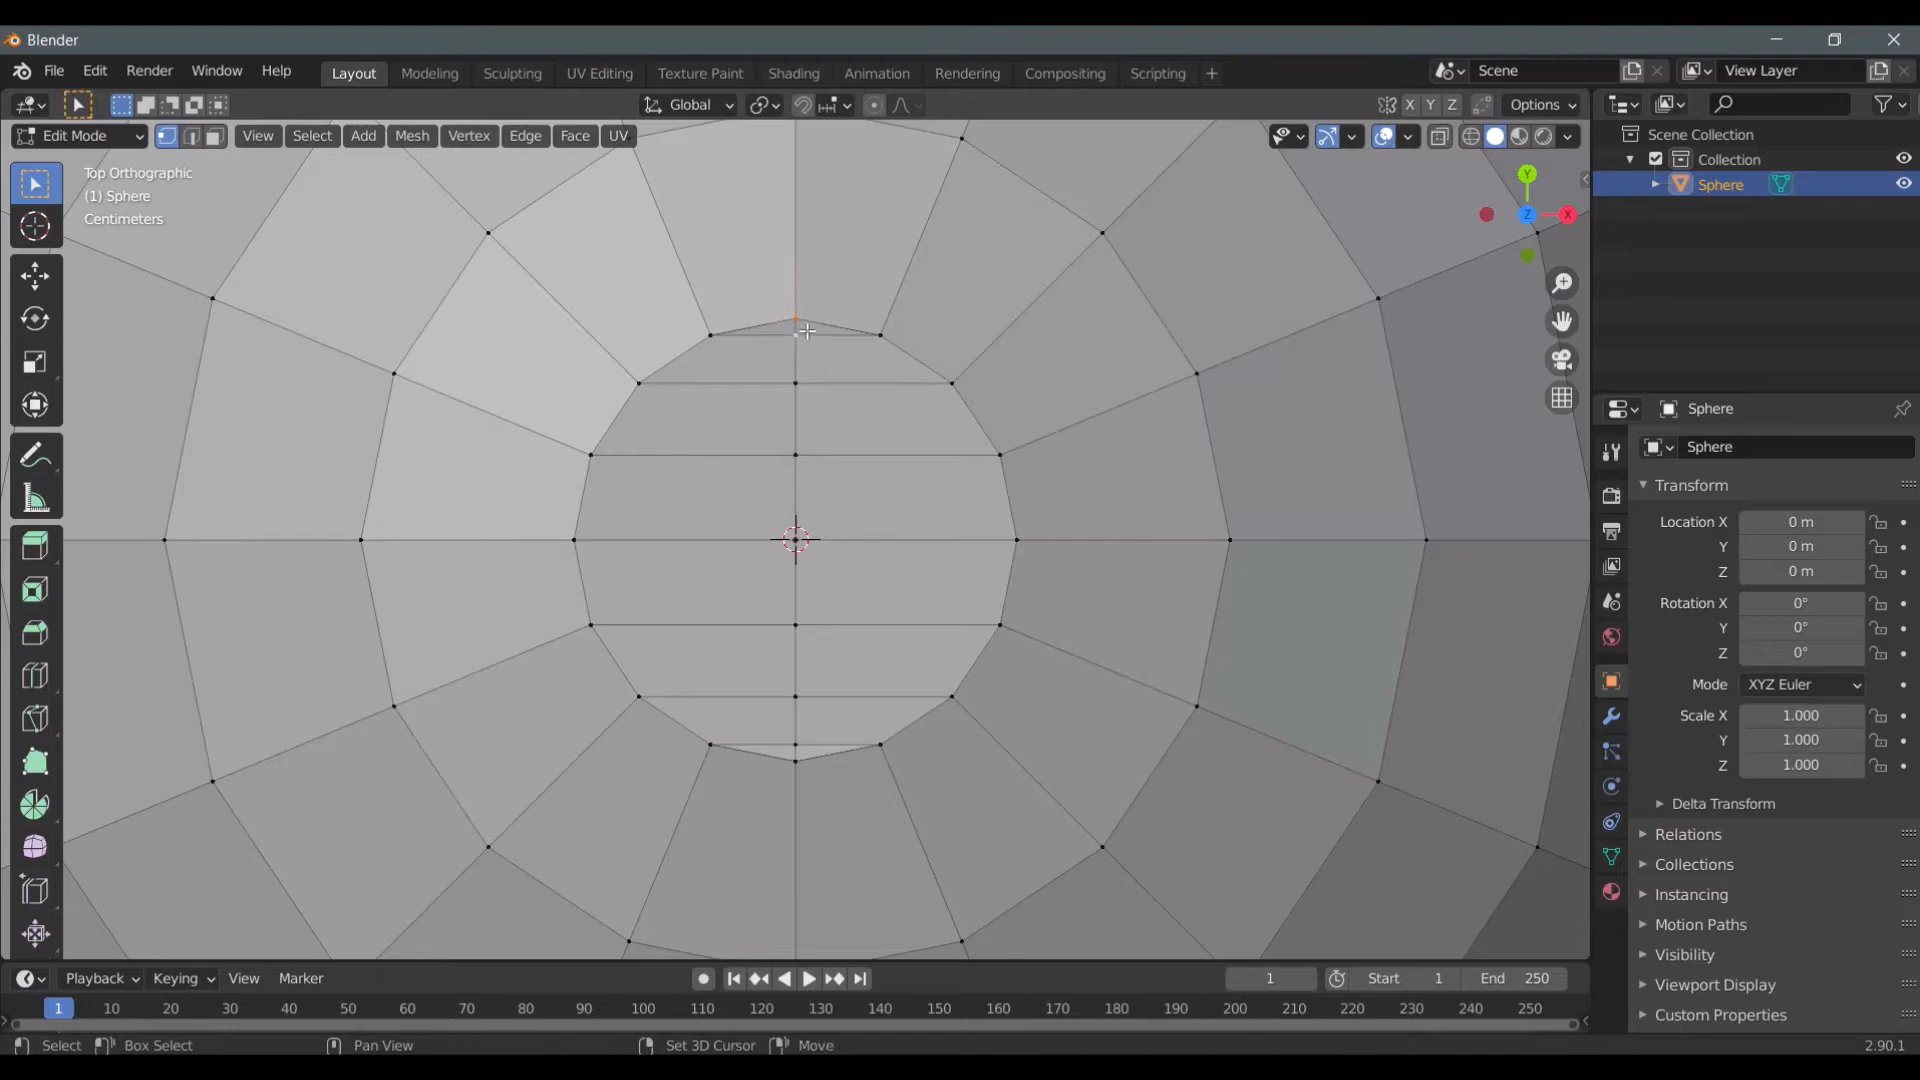 Blender
File Edit Render Window Help Layout Modeling Sculpting UV Editing Texture Paint Shading Animation Rendering Compositing Scripting + Scene View Layer
Global X Y Z Options
Edit Mode View Select Add Mesh Vertex Edge Face UV
Scene Collection
Collection
Sphere
Top Orthographic
(1) Sphere
Centimeters
Y
Z
X
Sphere
Sphere
Transform
Location X 0 m
Y 0 m
Z 0 m
Rotation X 0°
Y 0°
Z 0°
Mode XYZ Euler
Scale X 1.000
Y 1.000
Z 1.000
Delta Transform
Relations
Collections
Instancing
Motion Paths
Visibility
Viewport Display
Custom Properties
Playback Keying View Marker 1 Start 1 End 250
1 10 20 30 40 50 60 70 80 90 100 110 120 130 140 150 160 170 180 190 200 210 220 230 240 250
Select Box Select Pan View Set 3D Cursor Move 2.90.1